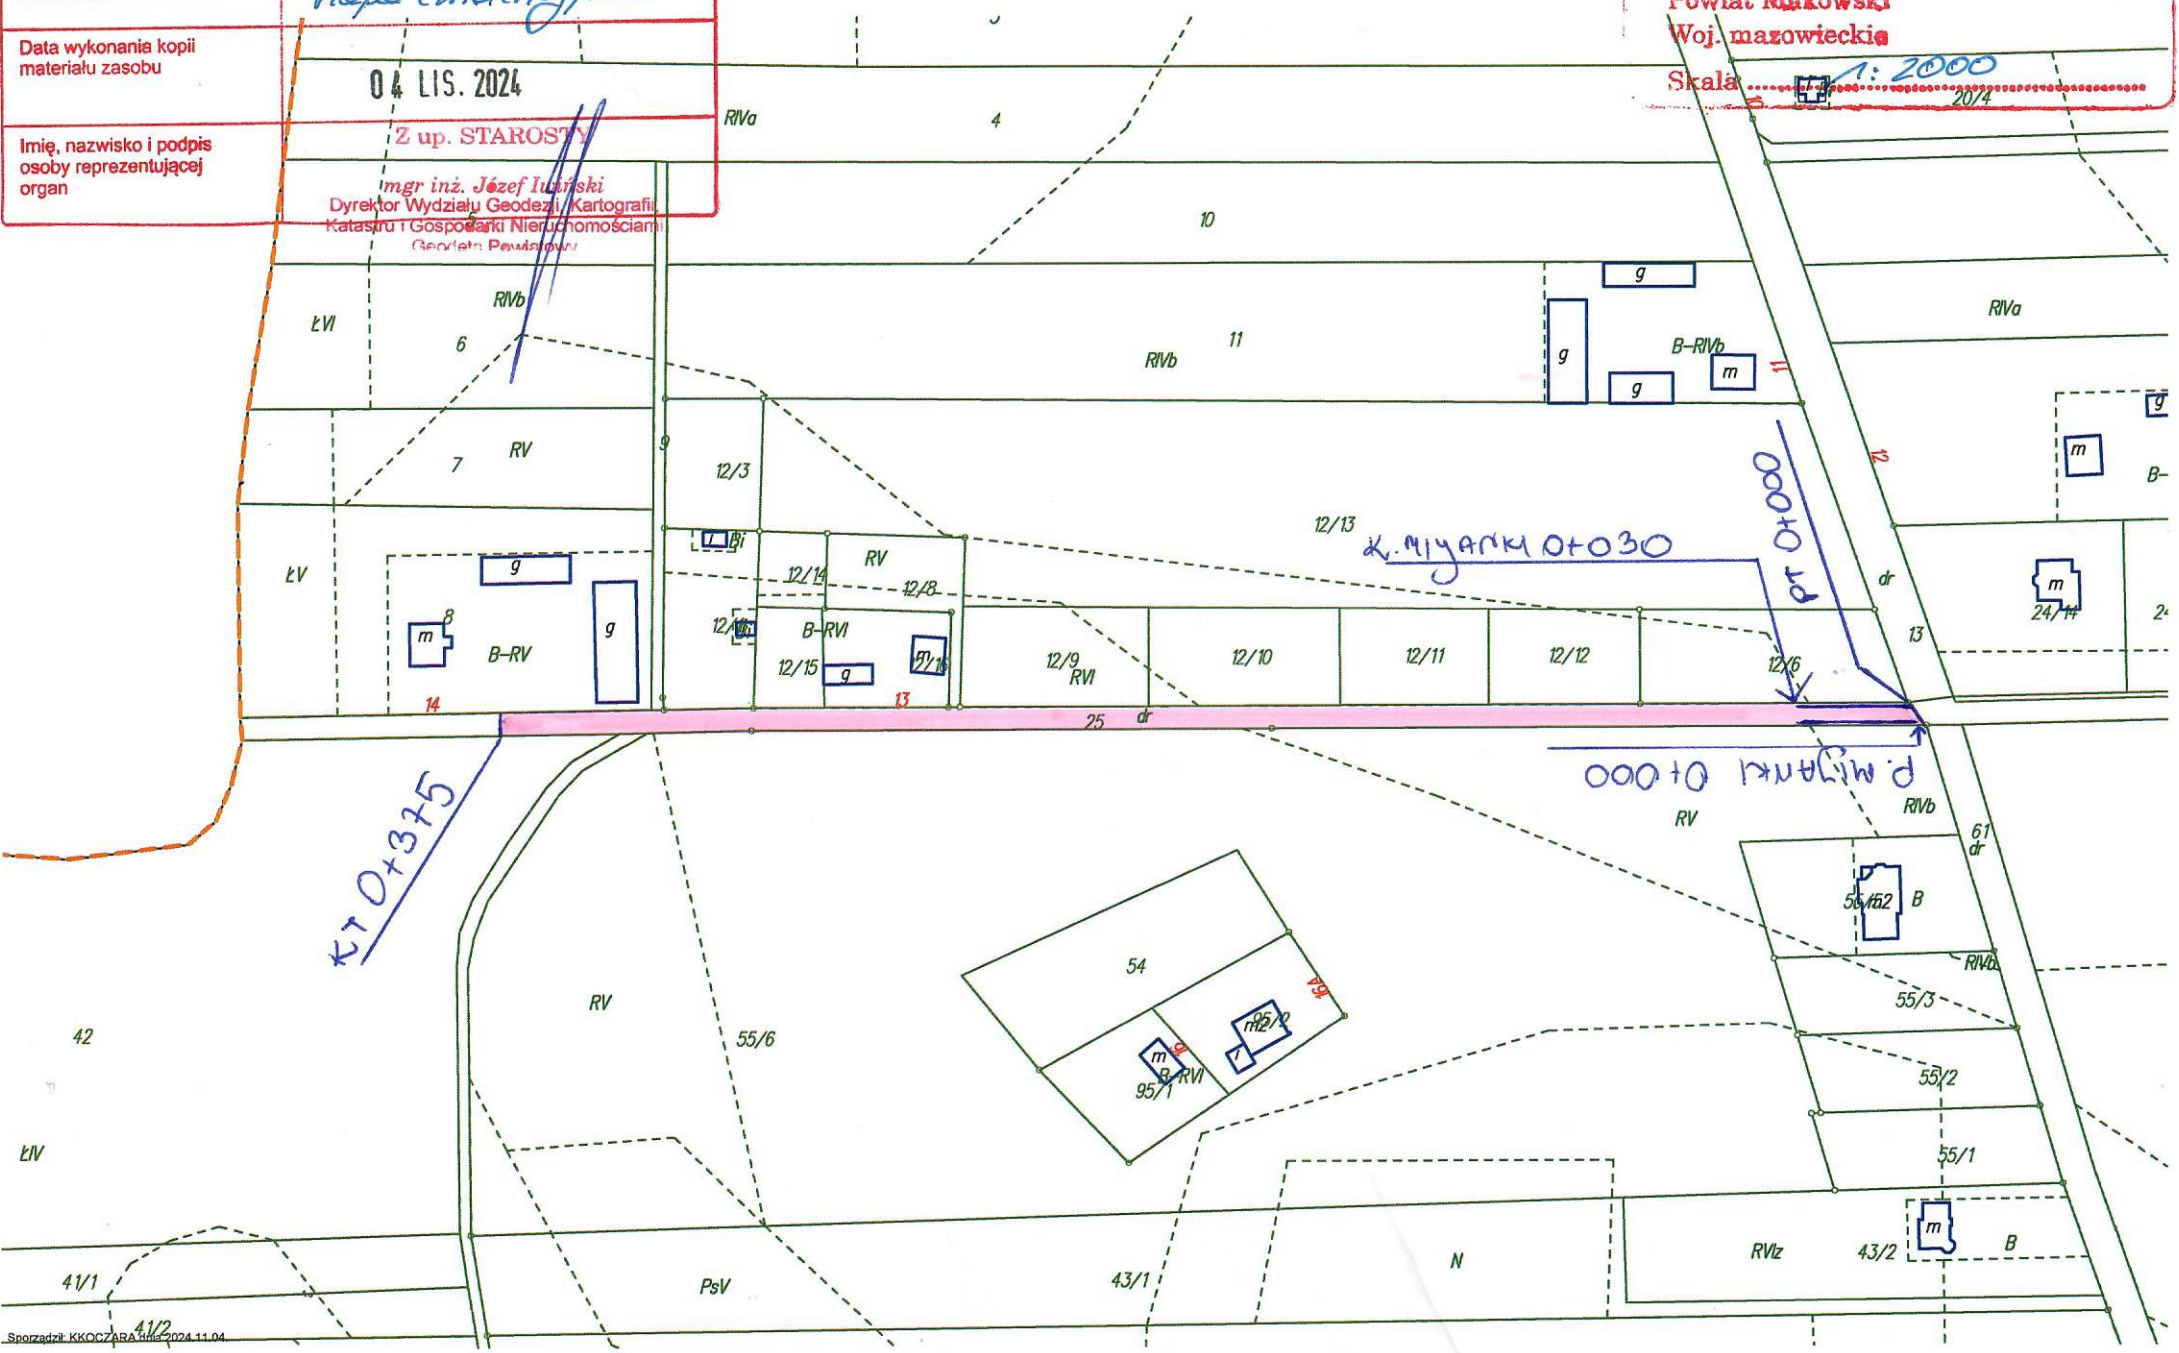 Data wykonania kopii
materiału zasobu
04 LIS. 2024
Imię, nazwisko i podpis
osoby reprezentującej
organ
Z up. STAROSTY
mgr inż. Józef
Dyrektor Wydziału Geodezji, Kartografii
Katastru i Gospodarki Nieruchomościami
Geodeta Powiatowy
Powiat
Woj. mazowieckie
Skala 1:2000
20/4
10
RIVa
4
5
10
RIVb
ŁVI
6
11
RIVb
g
g
g
B-RIVb
m
11
RIVa
7
RV
9
12/3
12/13
12
g
m
B-
PT 0+000
K. MIJANKI 0+030
ŁV
g
8
m
B-RV
g
14
i
Bi
12/14
RV
12/8
B-RVI
12/15
g
m
13
12/9
RVI
12/10
11
12/11
12/12
12/6
dr
13
m
24/14
25
dr
P. MIJANKI 0+000
KT 0+375
RV
RIVb
61
dr
m2
B
54
16A
RIVb
55/3
RV
42
55/6
m2
95/2
i
m
B-RVI
95/1
55/2
55/1
ŁIV
m
B
RVIz
43/2
N
43/1
PsV
41/1
41/2
Sporządził: KKOCZARA dnia 2024.11.04.